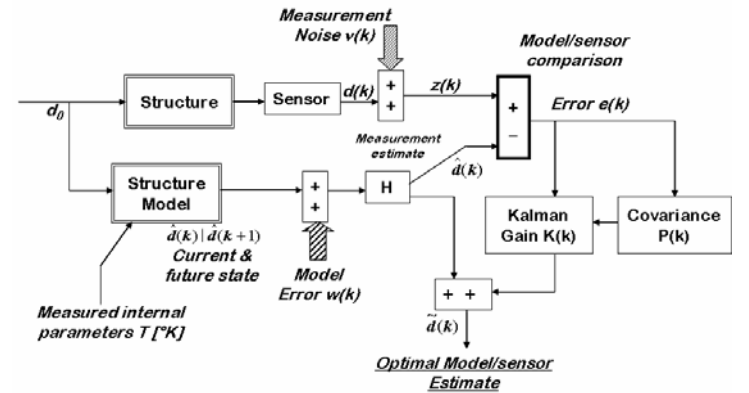 Measurement
Noise v(k)
Model/sensor
comparison
d₀
Structure
Sensor
d(k)
+
+
z(k)
+
−
Error e(k)
Measurement
estimate
d̂(k)
Structure
Model
+
+
H
d̂(k) | d̂(k+1)
Current &
future state
Kalman
Gain K(k)
Covariance
P(k)
Model
Error w(k)
Measured internal
parameters T [°K]
+ +
d̃(k)
Optimal Model/sensor
Estimate